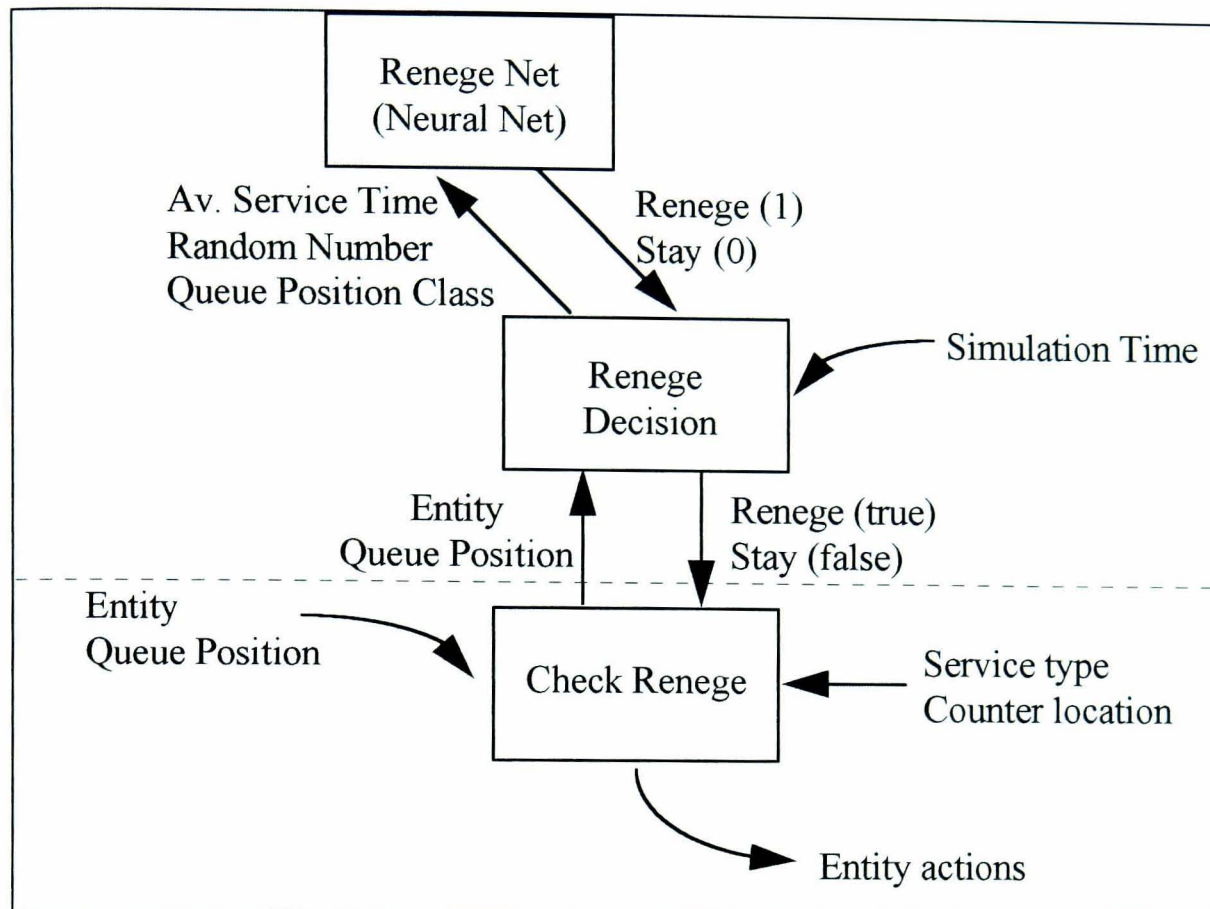 Renege Net
(Neural Net)
Av. Service Time
Random Number
Queue Position Class
Renege (1)
Stay (0)
Simulation Time
Renege
Decision
Entity
Queue Position
Renege (true)
Stay (false)
Entity
Queue Position
Check Renege
Service type
Counter location
Entity actions